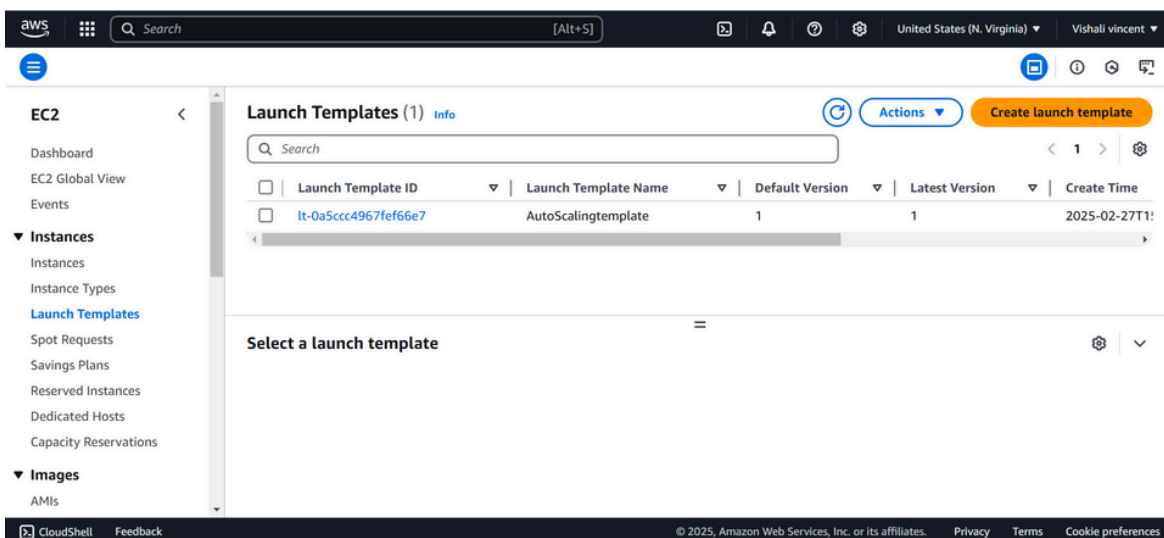 aws
Search
[Alt+S]
United States (N. Virginia)
Vishali vincent
EC2
Dashboard
EC2 Global View
Events
Instances
Instances
Instance Types
Launch Templates
Spot Requests
Savings Plans
Reserved Instances
Dedicated Hosts
Capacity Reservations
Images
AMIs
Launch Templates (1) Info
Actions
Create launch template
Search
1
Launch Template ID Launch Template Name Default Version Latest Version Create Time
lt-0a5ccc4967fef66e7 AutoScalingtemplate 1 1 2025-02-27T1
Select a launch template
CloudShell Feedback © 2025, Amazon Web Services, Inc. or its affiliates. Privacy Terms Cookie preferences